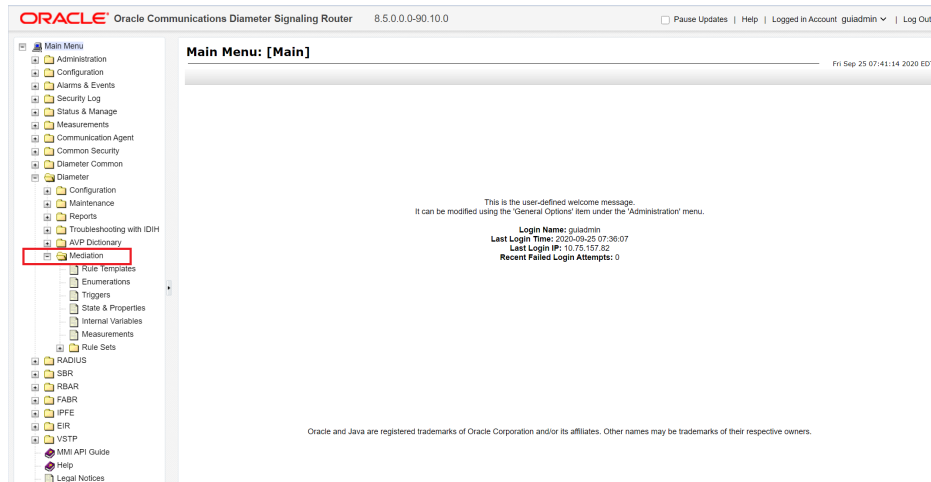 ORACLE® Oracle Communications Diameter Signaling Router 8.5.0.0.0-90.10.0
Pause Updates | Help | Logged in Account guiadmin | Log Out
Main Menu
Administration
Configuration
Alarms & Events
Security Log
Status & Manage
Measurements
Communication Agent
Common Security
Diameter Common
Diameter
Configuration
Maintenance
Reports
Troubleshooting with IDIH
AVP Dictionary
Mediation
Rule Templates
Enumerations
Triggers
State & Properties
Internal Variables
Measurements
Rule Sets
RADIUS
SBR
RBAR
FABR
IPFE
EIR
VSTP
MMI API Guide
Help
Legal Notices
Main Menu: [Main]
Fri Sep 25 07:41:14 2020 EDT
This is the user-defined welcome message.
It can be modified using the 'General Options' item under the 'Administration' menu.
Login Name: guiadmin
Last Login Time: 2020-09-25 07:36:07
Last Login IP: 10.75.157.82
Recent Failed Login Attempts: 0
Oracle and Java are registered trademarks of Oracle Corporation and/or its affiliates. Other names may be trademarks of their respective owners.